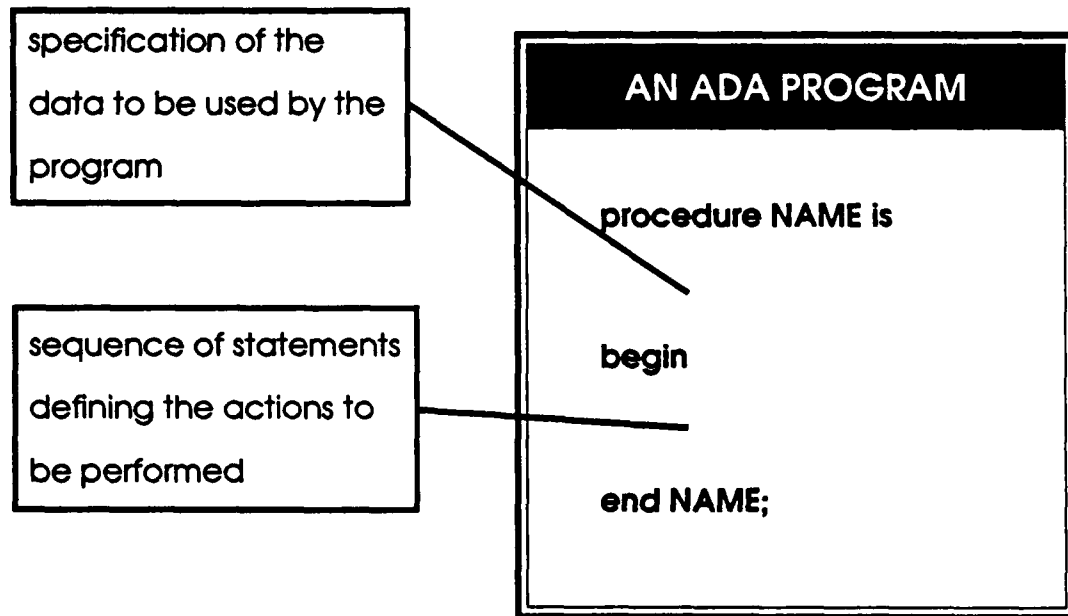 specification of the
data to be used by the
program
sequence of statements
defining the actions to
be performed
AN ADA PROGRAM
procedure NAME is
begin
end NAME;